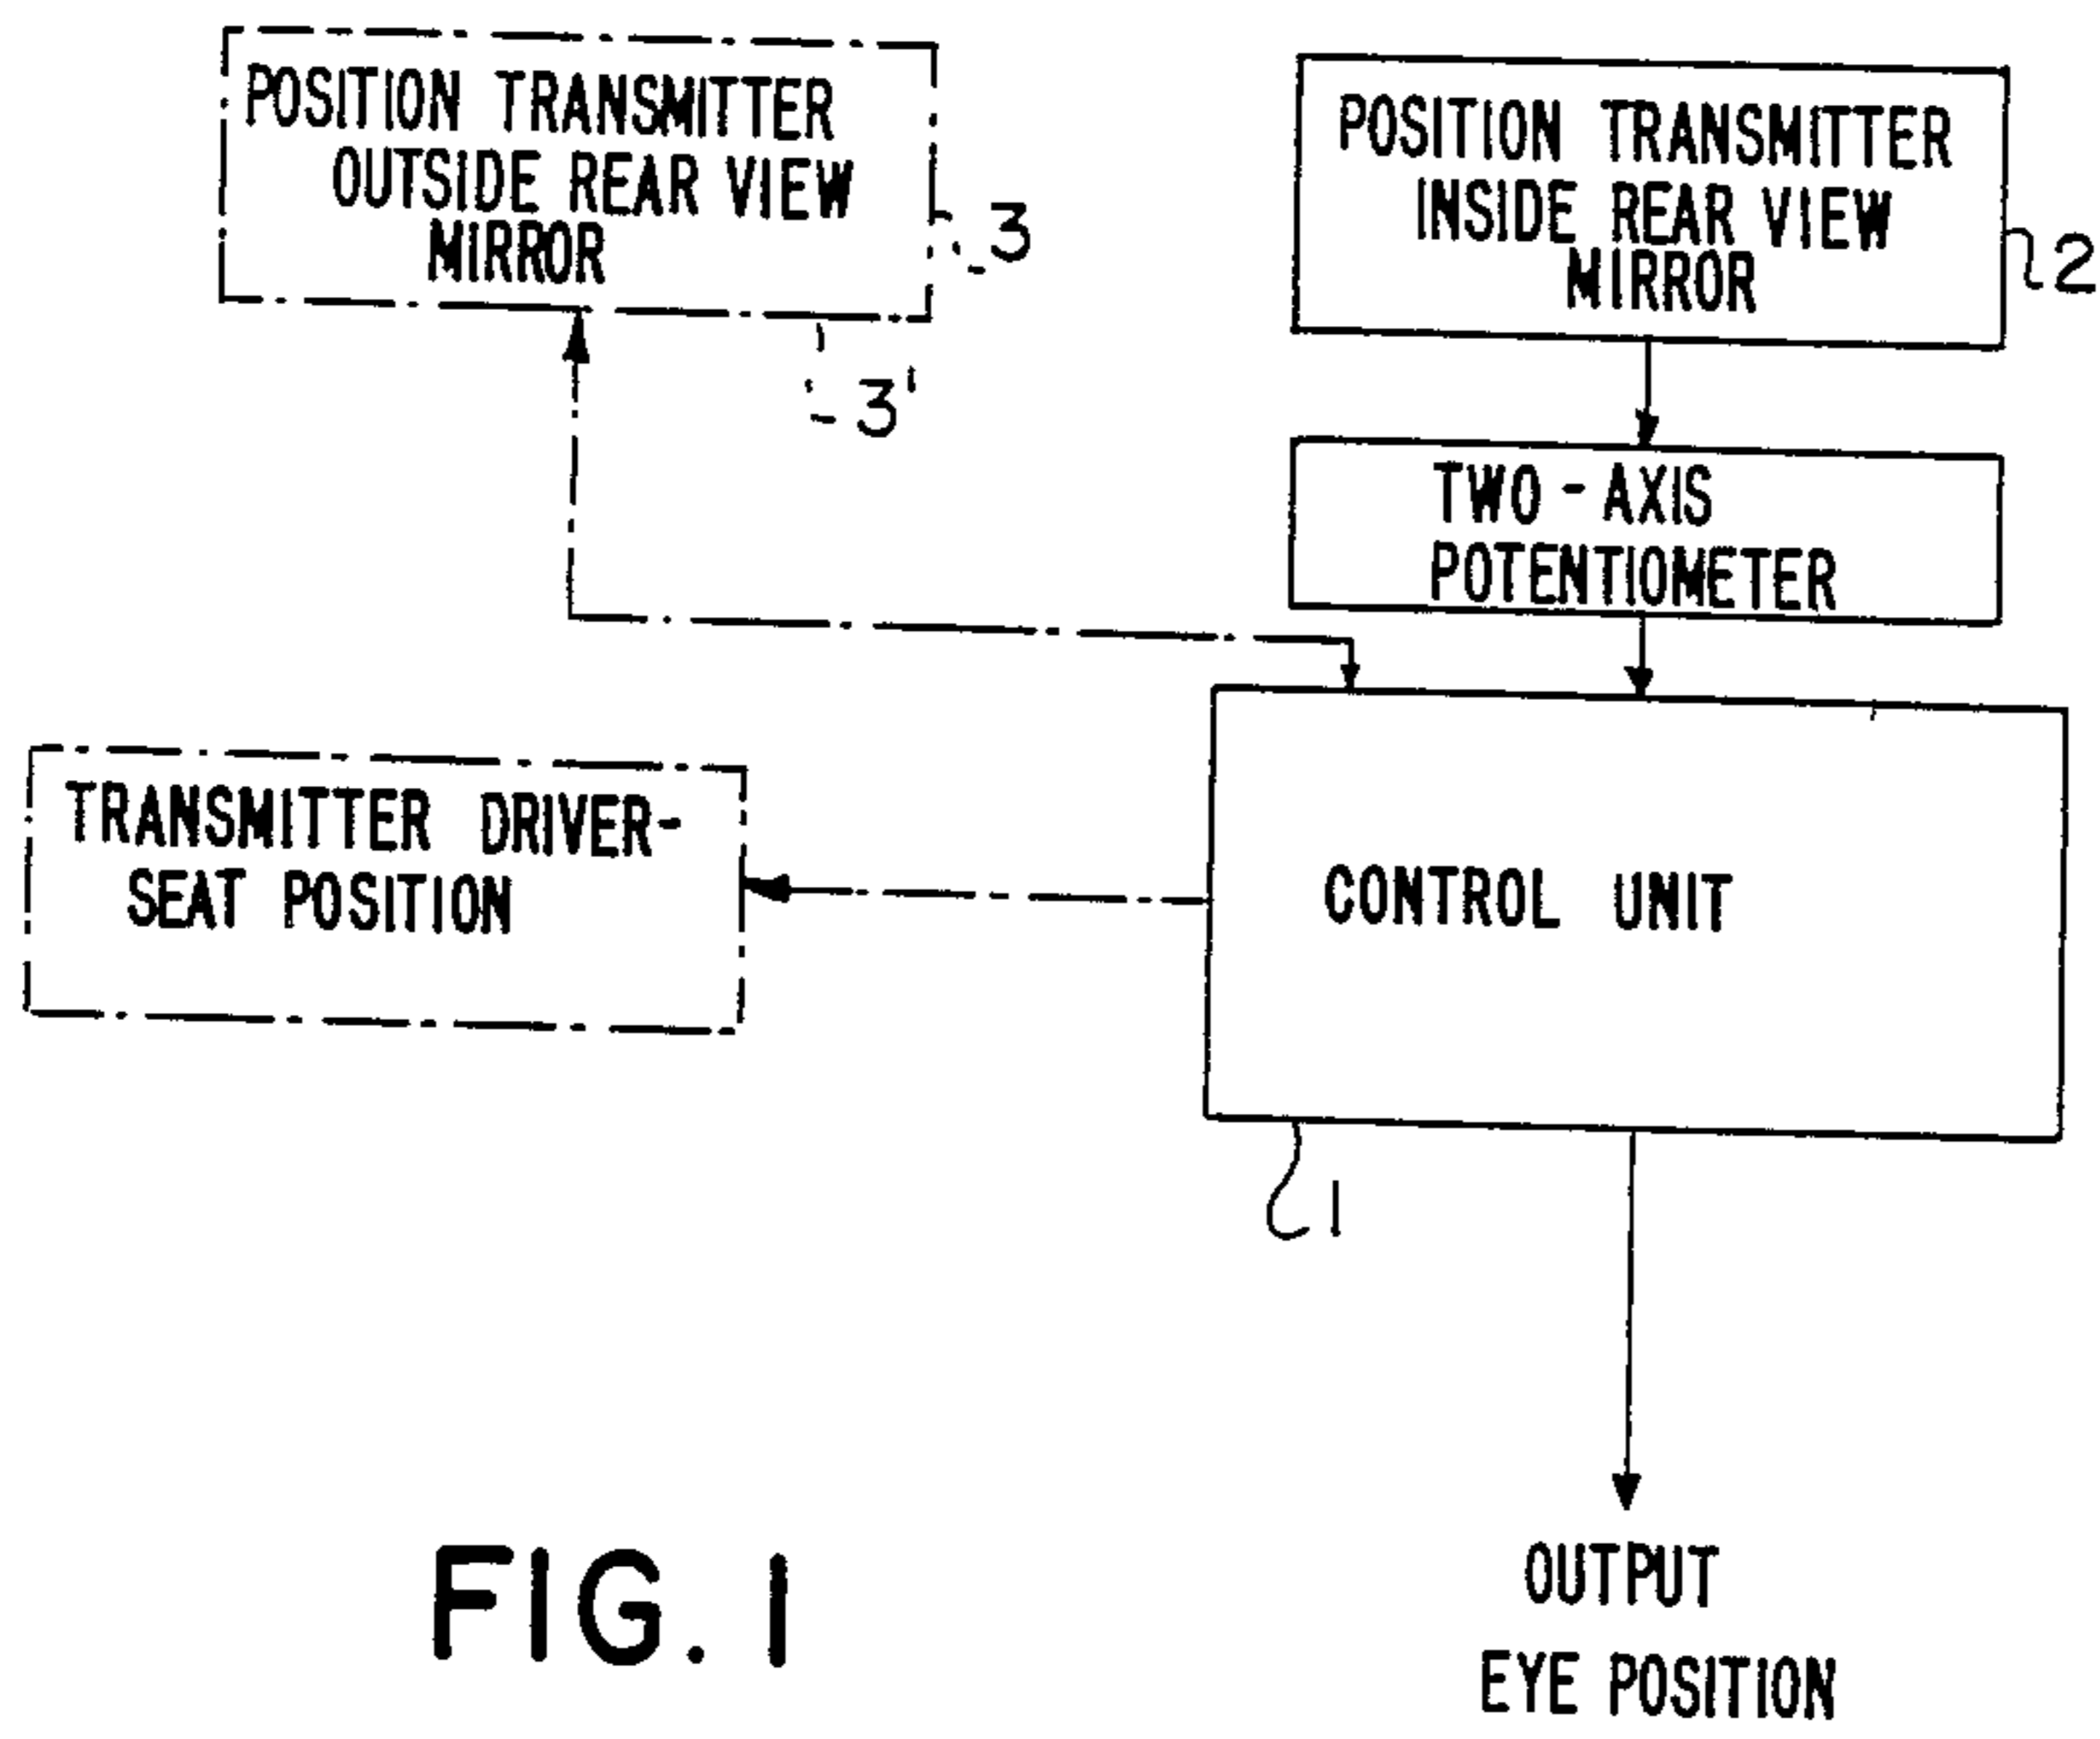 POSITION TRANSMITTER
OUTSIDE REAR VIEW
MIRROR
3
3'
POSITION TRANSMITTER
INSIDE REAR VIEW
MIRROR
2
TWO-AXIS
POTENTIOMETER
TRANSMITTER DRIVER-
SEAT POSITION
CONTROL UNIT
1
OUTPUT
EYE POSITION
FIG. 1